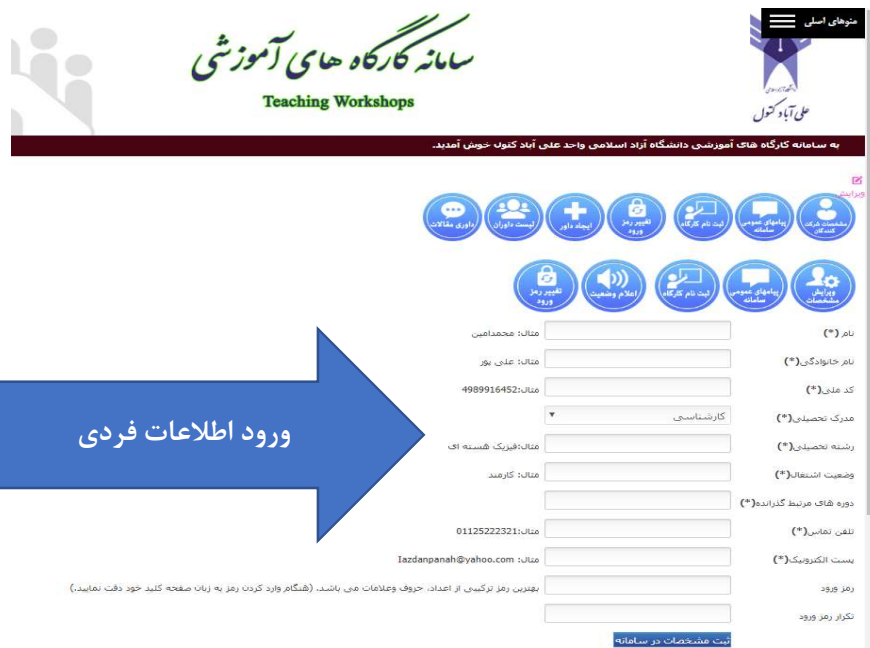 منوهای اصلی
سامانه کارگاه های آموزشی
Teaching Workshops
علی آباد کتول
به سامانه کارگاه های آموزشی دانشگاه آزاد اسلامی واحد علی آباد کتول خوش آمدید.
ویرایش
مشخصات شرکت کنندگان
پیامهای عمومی سامانه
ثبت نام کارگاه
تغییر رمز ورود
ایجاد داور
لیست داوران
داوری مقالات
ویرایش مشخصات
پیامهای عمومی سامانه
ثبت نام کارگاه
اعلام وضعیت
تغییر رمز ورود
نام (*) مثال: محمدامین
نام خانوادگی(*) مثال: علی پور
کد ملی(*) مثال:4989916452
مدرک تحصیلی(*) کارشناسی
رشته تحصیلی(*) مثال:فیزیک هسته ای
وضعیت اشتغال(*) مثال: کارمند
دوره های مرتبط گذرانده(*)
تلفن تماس(*) مثال:01125222321
پست الکترونیک(*) مثال: Iazdanpanah@yahoo.com
رمز ورود بهترین رمز ترکیبی از اعداد، حروف وعلامات می باشد. (هنگام وارد کردن رمز به زبان صفحه کلید خود دقت نمایید.)
تکرار رمز ورود
ثبت مشخصات در سامانه
ورود اطلاعات فردی